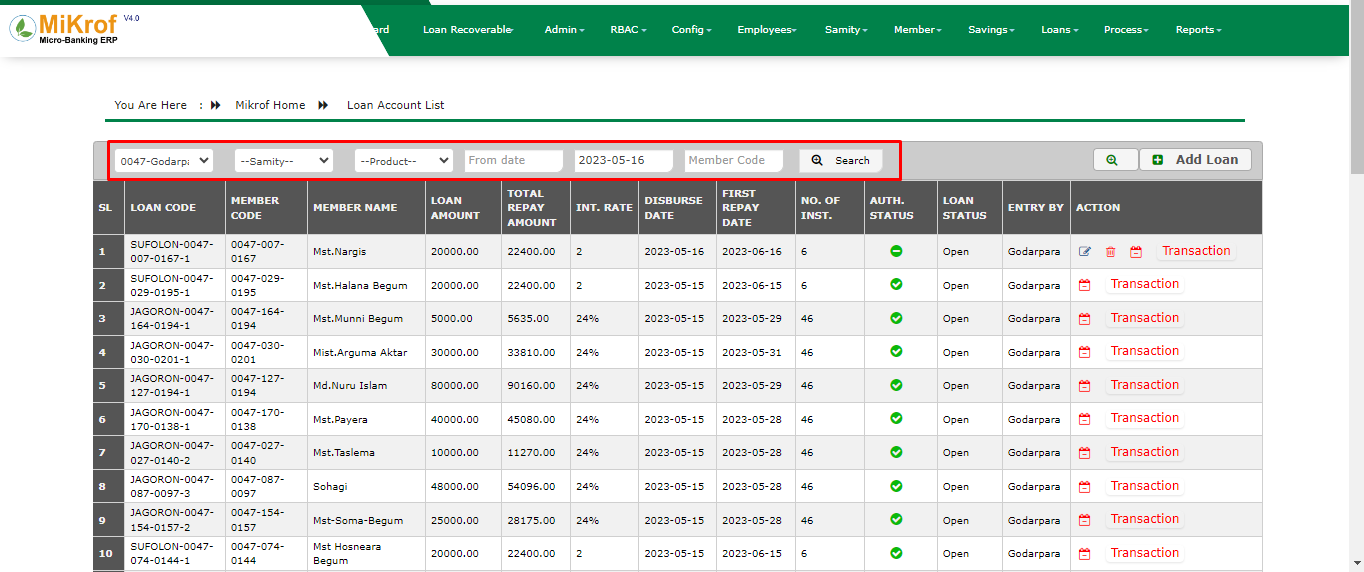 MiKrof V4.0
Micro-Banking ERP
ard Loan Recoverable Admin RBAC Config Employees Samity Member Savings Loans Process Reports
You Are Here : Mikrof Home Loan Account List
0047-Godarpa --Samity-- --Product-- From date 2023-05-16 Member Code Search Add Loan
SL LOAN CODE MEMBER CODE MEMBER NAME LOAN AMOUNT TOTAL REPAY AMOUNT INT. RATE DISBURSE DATE FIRST REPAY DATE NO. OF INST. AUTH. STATUS LOAN STATUS ENTRY BY ACTION
1 SUFOLON-0047-007-0167-1 0047-007-0167 Mst.Nargis 20000.00 22400.00 2 2023-05-16 2023-06-16 6 Open Godarpara Transaction
2 SUFOLON-0047-029-0195-1 0047-029-0195 Mst.Halana Begum 20000.00 22400.00 2 2023-05-15 2023-06-15 6 Open Godarpara Transaction
3 JAGORON-0047-164-0194-1 0047-164-0194 Mst.Munni Begum 5000.00 5635.00 24% 2023-05-15 2023-05-29 46 Open Godarpara Transaction
4 JAGORON-0047-030-0201-1 0047-030-0201 Mist.Arguma Aktar 30000.00 33810.00 24% 2023-05-15 2023-05-31 46 Open Godarpara Transaction
5 JAGORON-0047-127-0194-1 0047-127-0194 Md.Nuru Islam 80000.00 90160.00 24% 2023-05-15 2023-05-29 46 Open Godarpara Transaction
6 JAGORON-0047-170-0138-1 0047-170-0138 Mst.Payera 40000.00 45080.00 24% 2023-05-15 2023-05-28 46 Open Godarpara Transaction
7 JAGORON-0047-027-0140-2 0047-027-0140 Mst.Taslema 10000.00 11270.00 24% 2023-05-15 2023-05-28 46 Open Godarpara Transaction
8 JAGORON-0047-087-0097-3 0047-087-0097 Sohagi 48000.00 54096.00 24% 2023-05-15 2023-05-28 46 Open Godarpara Transaction
9 JAGORON-0047-154-0157-2 0047-154-0157 Mst-Soma-Begum 25000.00 28175.00 24% 2023-05-15 2023-05-28 46 Open Godarpara Transaction
10 SUFOLON-0047-074-0144-1 0047-074-0144 Mst Hosneara Begum 20000.00 22400.00 2 2023-05-15 2023-06-15 6 Open Godarpara Transaction